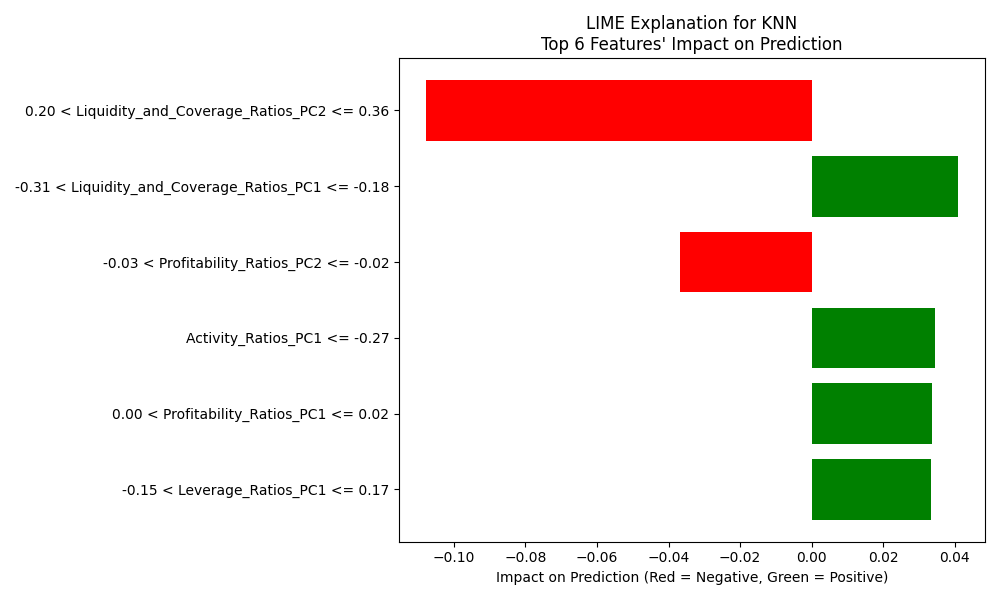 LIME Explanation for KNN
Top 6 Features' Impact on Prediction
0.20 < Liquidity_and_Coverage_Ratios_PC2 <= 0.36
-0.31 < Liquidity_and_Coverage_Ratios_PC1 <= -0.18
-0.03 < Profitability_Ratios_PC2 <= -0.02
Activity_Ratios_PC1 <= -0.27
0.00 < Profitability_Ratios_PC1 <= 0.02
-0.15 < Leverage_Ratios_PC1 <= 0.17
−0.10 −0.08 −0.06 −0.04 −0.02 0.00 0.02 0.04
Impact on Prediction (Red = Negative, Green = Positive)